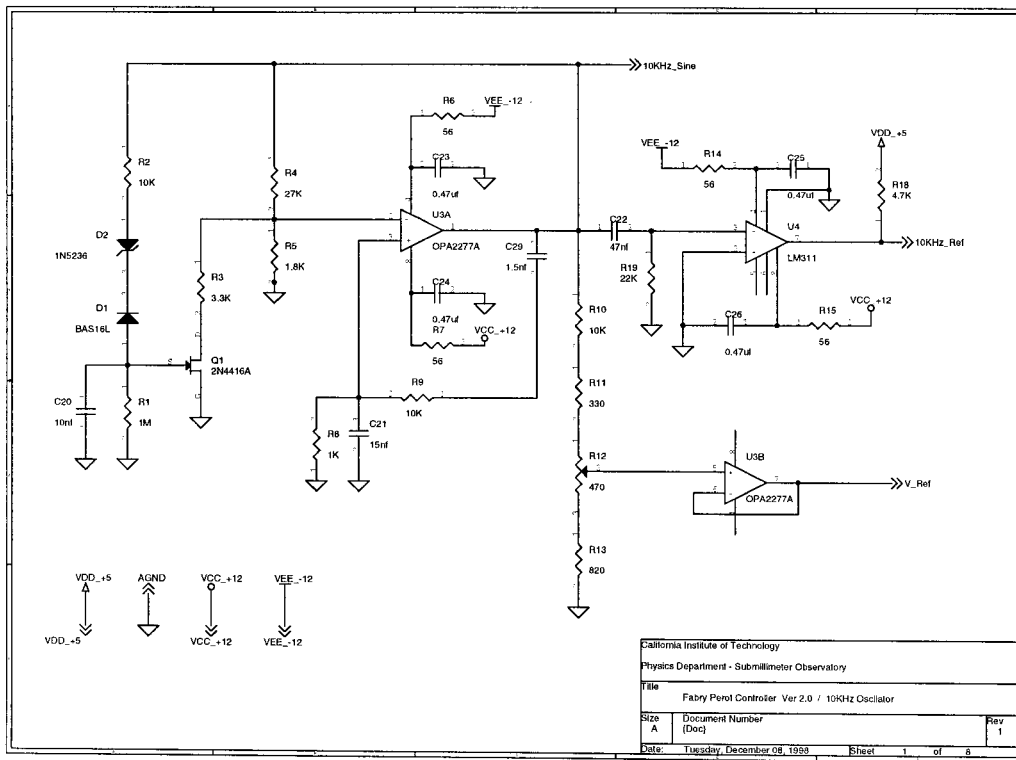 10KHz_Sine
R6
VEE_-12
56
C23
0.47uf
R2
10K
R4
27K
U3A
OPA2277A
VEE_-12
R14
56
C25
0.47uf
VDD_+5
R18
4.7K
D2
1N5236
R5
1.8K
R3
3.3K
C22
47nf
C29
1.5nf
U4
LM311
10KHz_Ref
R19
22K
D1
BAS16L
C24
0.47uf
R7
56
VCC_+12
R10
10K
C26
0.47uf
R15
56
VCC_+12
Q1
2N4416A
C20
10nf
R1
1M
R9
10K
R11
330
R8
1K
C21
15nf
R12
470
U3B
OPA2277A
V_Ref
R13
820
VDD_+5
AGND
VCC_+12
VEE_-12
VDD_+5
VCC_+12
VEE_-12
California Institute of Technology
Physics Department - Submillimeter Observatory
Title
Fabry Perot Controller Ver 2.0 / 10KHz Oscilator
Size
A
Document Number
{Doc}
Rev
1
Date: Tuesday, December 08, 1998 Sheet 1 of 8